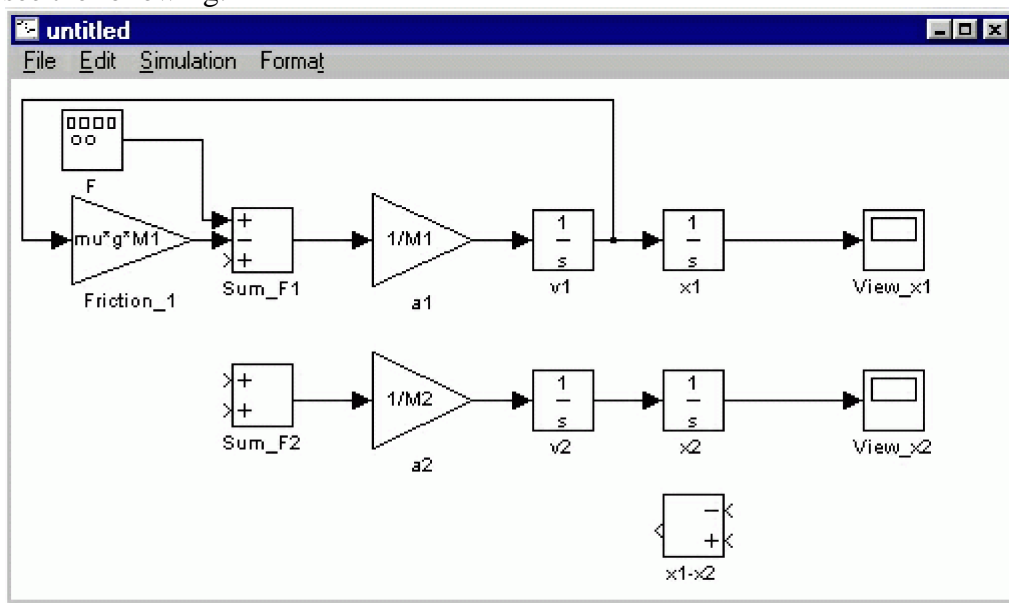 untitled
File Edit Simulation Format
F
+
mu*g*M1
−
+
Friction_1
Sum_F1
1/M1
a1
1
s
v1
1
s
x1
View_x1
+
+
Sum_F2
1/M2
a2
1
s
v2
1
s
x2
View_x2
−
+
x1-x2